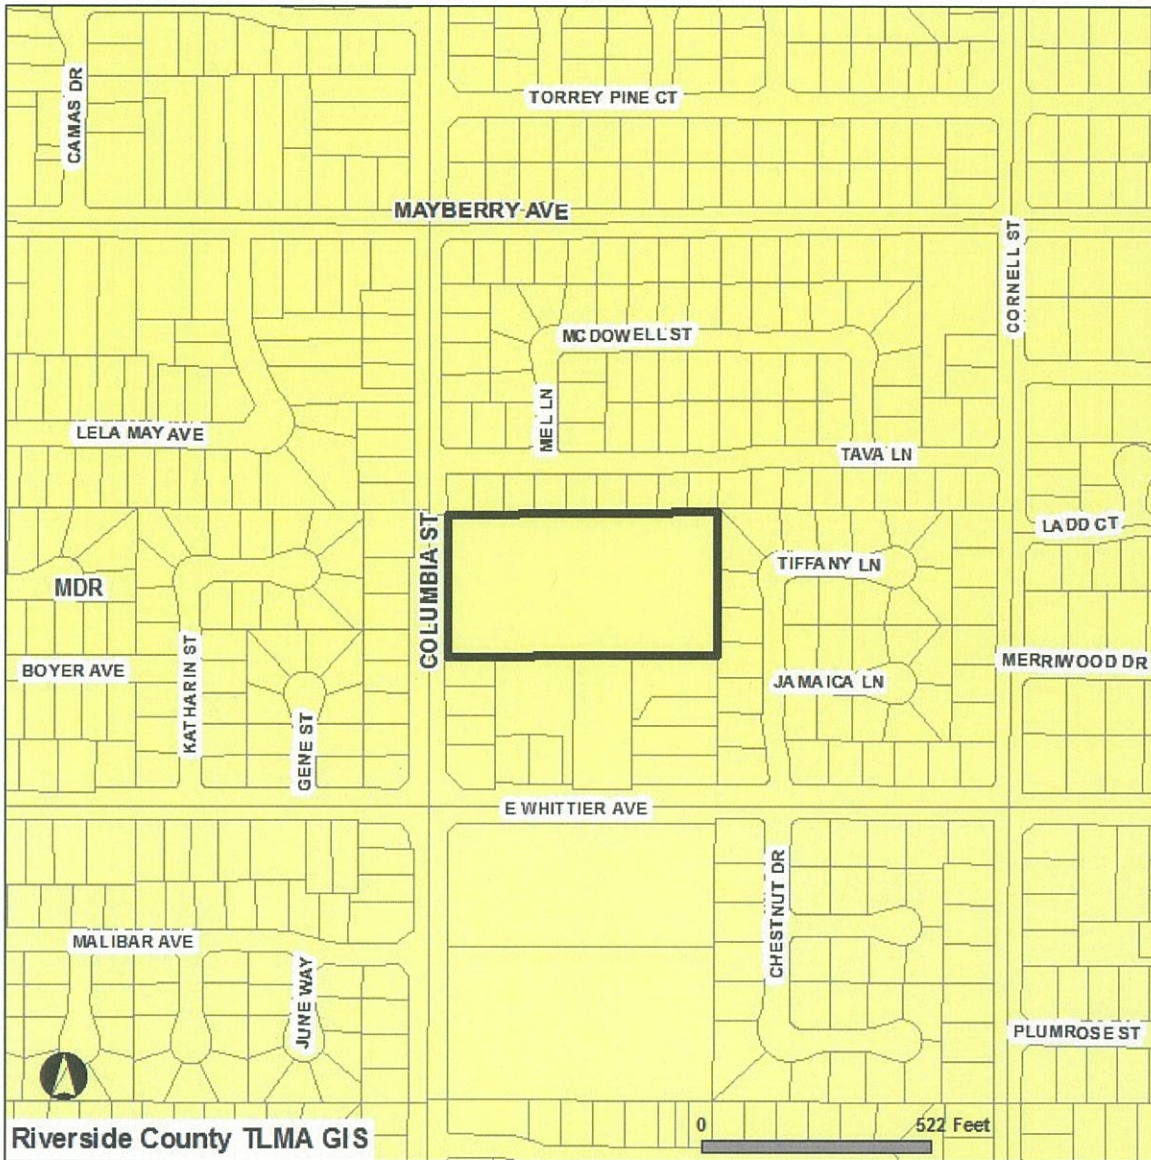 CAMAS DR
TORREY PINE CT
MAYBERRY AVE
CORNELL ST
MC DOWELL ST
MEL LN
LELA MAY AVE
TAVA LN
COLUMBIA ST
LADD CT
TIFFANY LN
MDR
BOYER AVE
KATHARIN ST
MERRIWOOD DR
JAMAICA LN
GENE ST
E WHITTIER AVE
CHESTNUT DR
MALIBAR AVE
JUNE WAY
PLUMROSE ST
Riverside County TLMA GIS
0 522 Feet